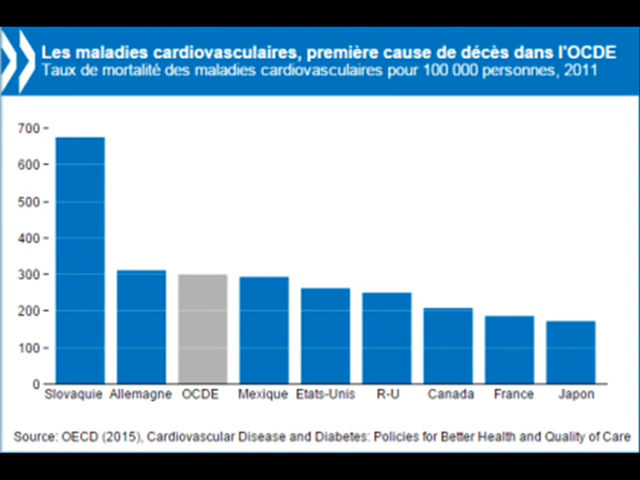 Les maladies cardiovasculaires, première cause de décès dans l'OCDE
Taux de mortalité des maladies cardiovasculaires pour 100 000 personnes, 2011
700
600
500
400
300
200
100
0
Slovaquie Allemagne OCDE Mexique Etats-Unis R-U Canada France Japon
Source: OECD (2015), Cardiovascular Disease and Diabetes: Policies for Better Health and Quality of Care